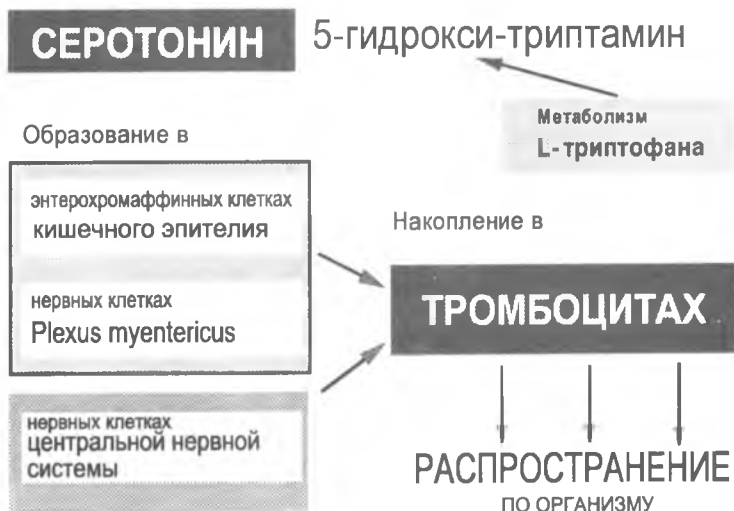 СЕРОТОНИН 5-гидрокси-триптамин
Метаболизм
L-триптофана
Образование в
энтерохромаффинных клетках
кишечного эпителия
нервных клетках
Plexus myentericus
нервных клетках
центральной нервной
системы
Накопление в
ТРОМБОЦИТАХ
РАСПРОСТРАНЕНИЕ
ПО ОРГАНИЗМУ